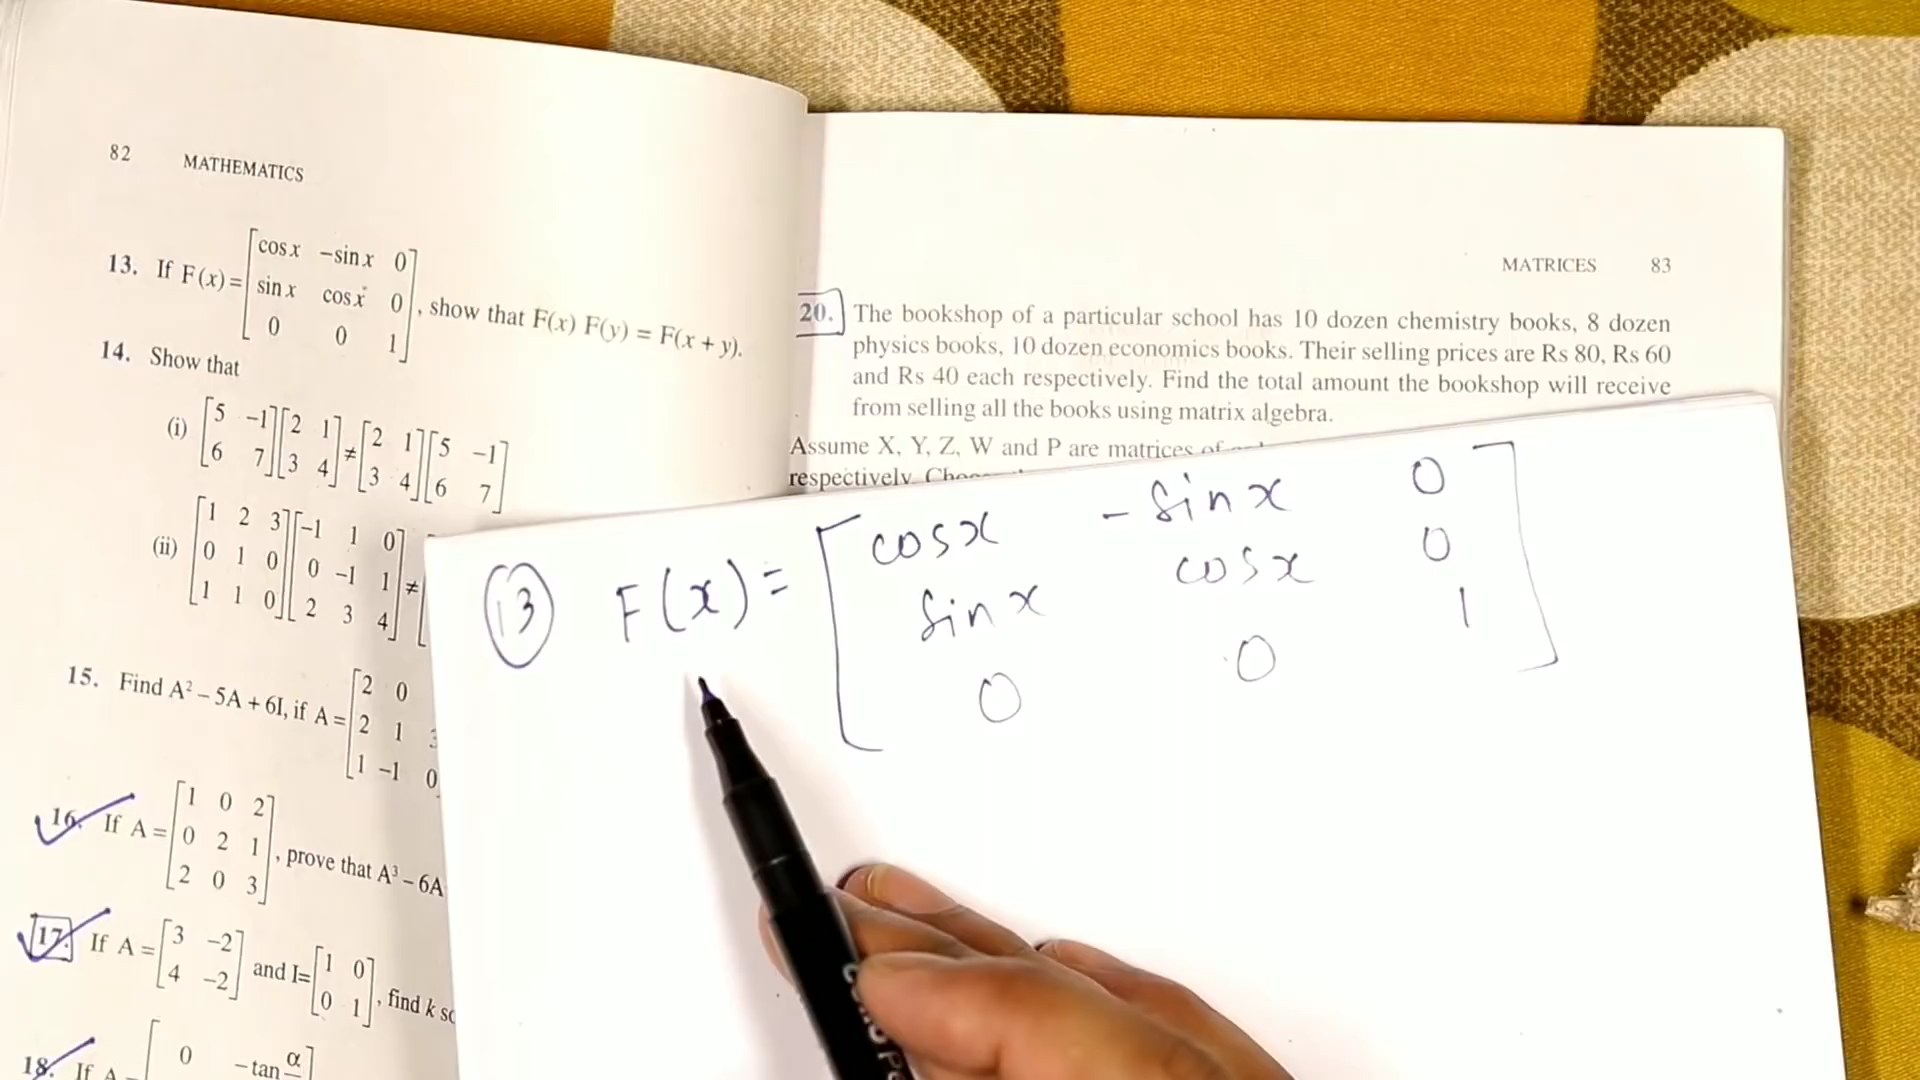 82 MATHEMATICS
13. If F(x) = [cos x −sin x 0
sin x cos x 0
0 0 1] , show that F(x) F(y) = F(x + y).
14. Show that
(i) [5 −1
6 7] [2 1
3 4] ≠ [2 1
3 4] [5 −1
6 7]
(ii) [1 2 3
0 1 0
1 1 0] [−1 1 0
0 −1 1
2 3 4] ≠ [
15. Find A² – 5A + 6I, if A = [2 0
2 1
1 −1 0
16. If A = [1 0 2
0 2 1
2 0 3] , prove that A³ – 6A
17. If A = [3 −2
4 −2] and I= [1 0
0 1] , find k
18. If A [0 −tan α
MATRICES 83
20. The bookshop of a particular school has 10 dozen chemistry books, 8 dozen
physics books, 10 dozen economics books. Their selling prices are Rs 80, Rs 60
and Rs 40 each respectively. Find the total amount the bookshop will receive
from selling all the books using matrix algebra.
Assume X, Y, Z, W and P are matrices of
respectively.
13 F(x) = [cosx -sinx 0
sinx cosx 0
0 0 1]